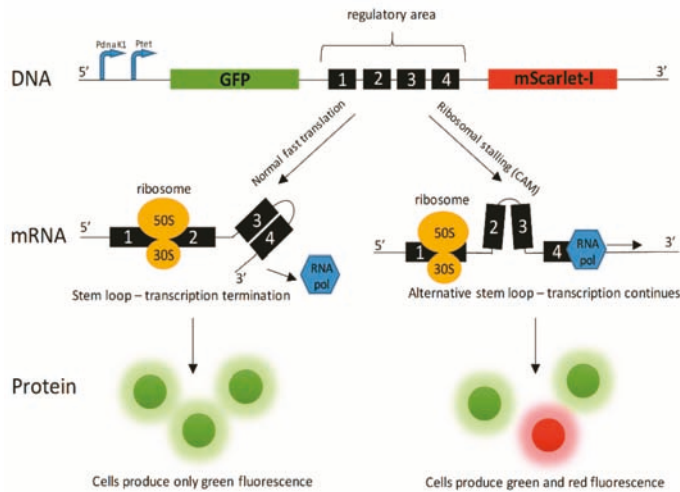 regulatory area
PdnaK1 Ptet
DNA 5' GFP 1 2 3 4 mScarlet-I 3'
Normal fast translation
Ribosomal stalling (CAM)
ribosome
ribosome
mRNA 5' 1 50S 30S 2 3 4 3' RNA pol
5' 1 50S 30S 2 3 4 RNA pol 3'
Stem loop – transcription termination
Alternative stem loop – transcription continues
Protein
Cells produce only green fluorescence
Cells produce green and red fluorescence